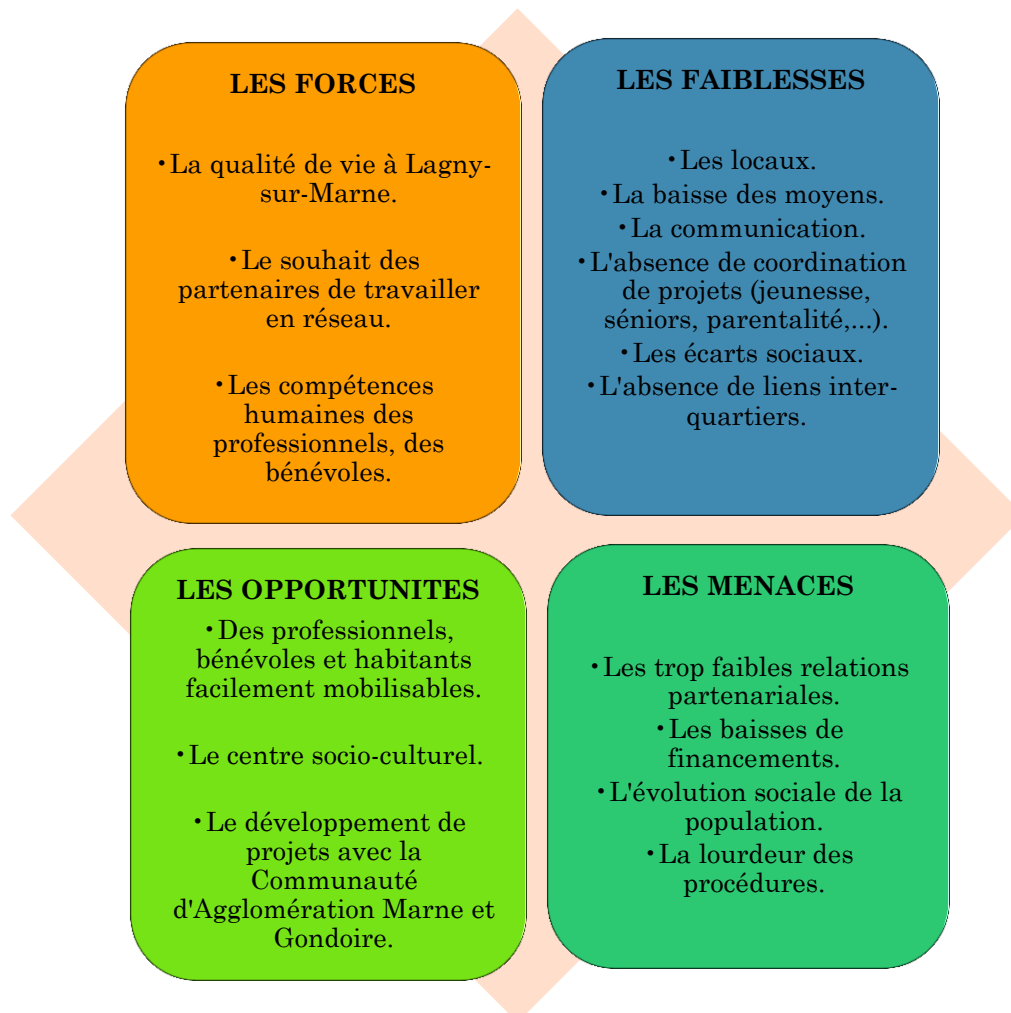 LES FORCES
•La qualité de vie à Lagny-
sur-Marne.
•Le souhait des
partenaires de travailler
en réseau.
•Les compétences
humaines des
professionnels, des
bénévoles.
LES FAIBLESSES
•Les locaux.
•La baisse des moyens.
•La communication.
•L'absence de coordination
de projets (jeunesse,
séniors, parentalité,...).
•Les écarts sociaux.
•L'absence de liens inter-
quartiers.
LES OPPORTUNITES
•Des professionnels,
bénévoles et habitants
facilement mobilisables.
•Le centre socio-culturel.
•Le développement de
projets avec la
Communauté
d'Agglomération Marne et
Gondoire.
LES MENACES
•Les trop faibles relations
partenariales.
•Les baisses de
financements.
•L'évolution sociale de la
population.
•La lourdeur des
procédures.